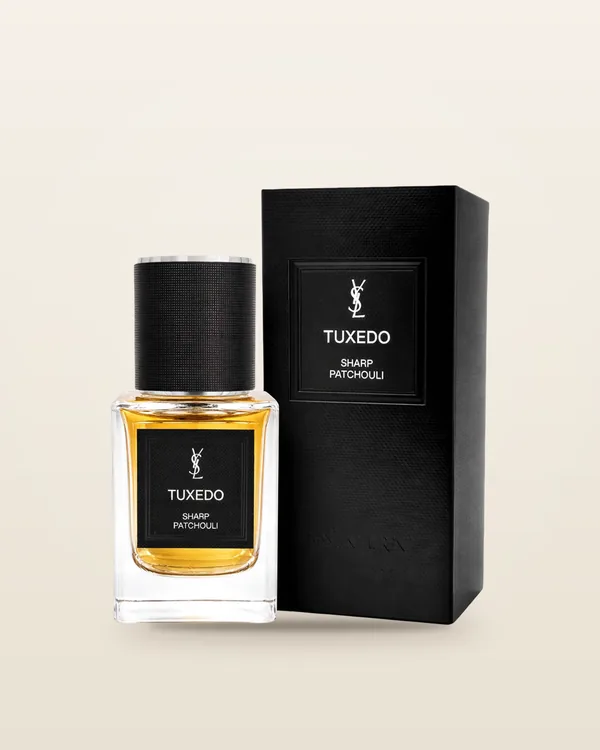 YSL
TUXEDO
SHARP
PATCHOULI
YSL
TUXEDO
SHARP
PATCHOULI